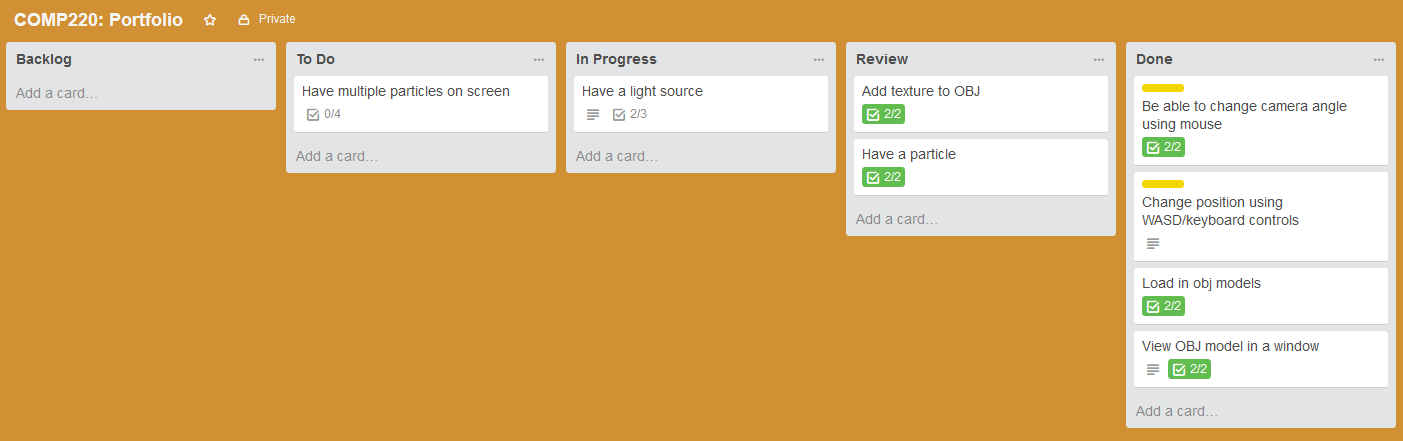 COMP220: Portfolio Private
Backlog
Add a card...
To Do
Have multiple particles on screen
0/4
Add a card...
In Progress
Have a light source
2/3
Add a card...
Review
Add texture to OBJ
2/2
Have a particle
2/2
Add a card...
Done
Be able to change camera angle
using mouse
2/2
Change position using
WASD/keyboard controls
Load in obj models
2/2
View OBJ model in a window
2/2
Add a card...